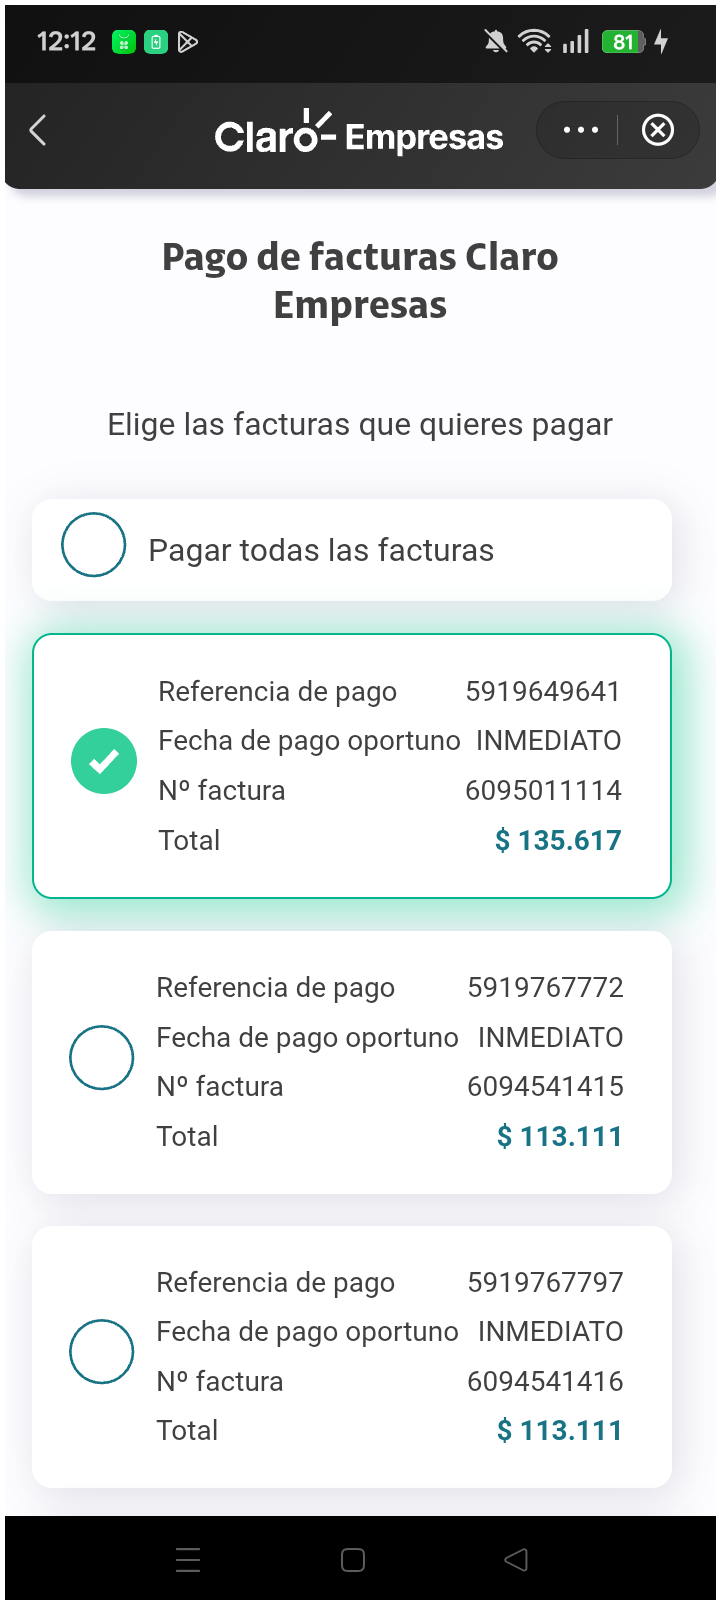 12:12
81
Claro Empresas
Pago de facturas Claro
Empresas
Elige las facturas que quieres pagar
Pagar todas las facturas
Referencia de pago 5919649641
Fecha de pago oportuno INMEDIATO
Nº factura 6095011114
Total $ 135.617
Referencia de pago 5919767772
Fecha de pago oportuno INMEDIATO
Nº factura 6094541415
Total $ 113.111
Referencia de pago 5919767797
Fecha de pago oportuno INMEDIATO
Nº factura 6094541416
Total $ 113.111